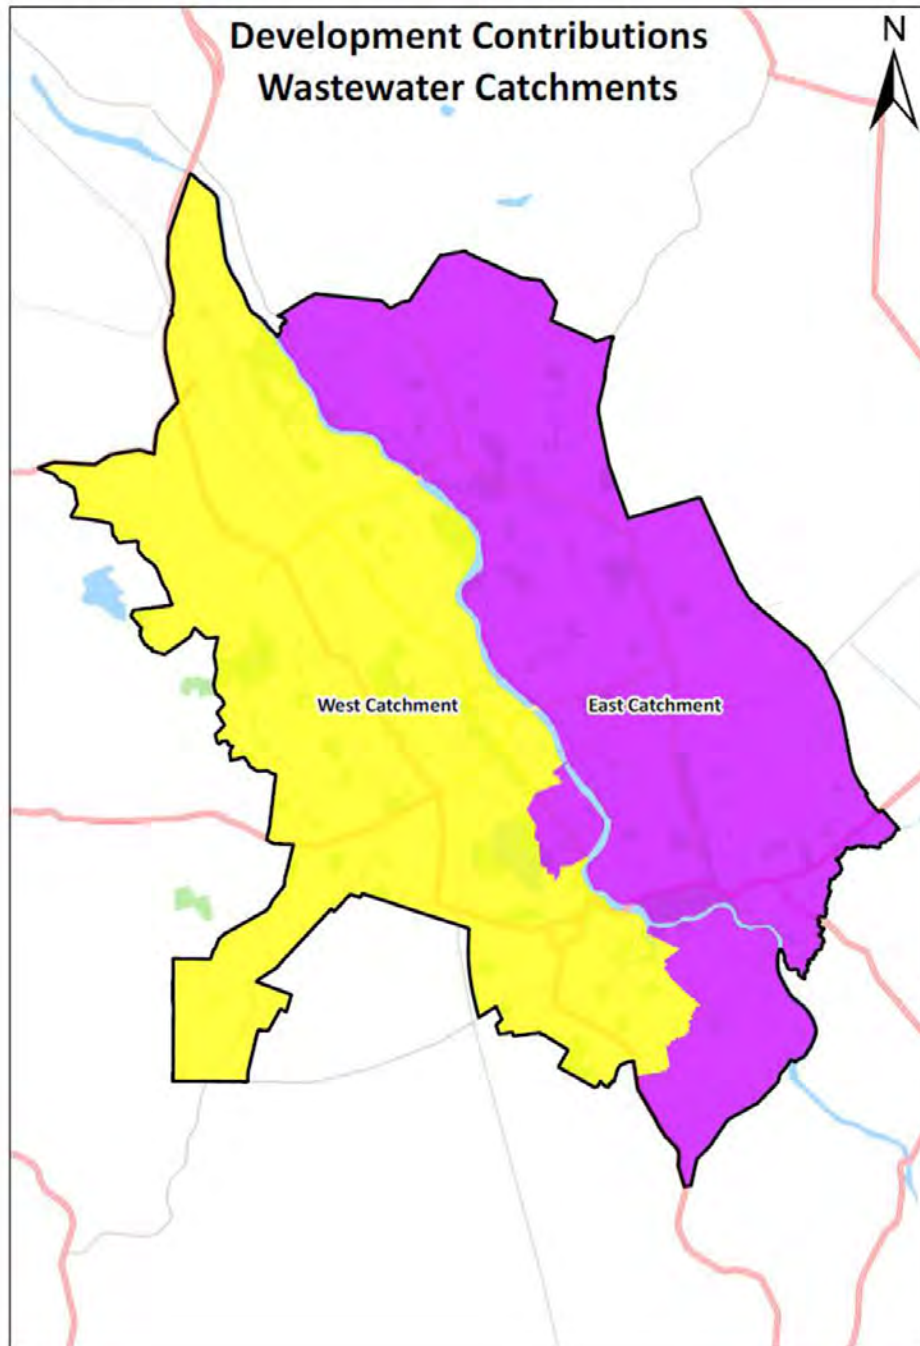 Development Contributions
Wastewater Catchments
N
West Catchment
East Catchment